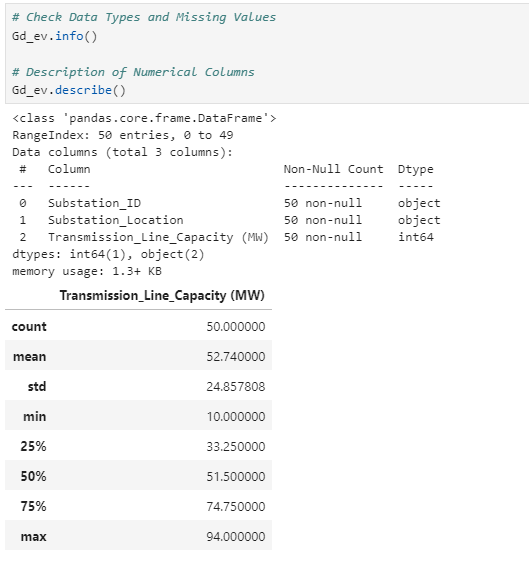 # Check Data Types and Missing Values
Gd_ev.info()
# Description of Numerical Columns
Gd_ev.describe()
<class 'pandas.core.frame.DataFrame'>
RangeIndex: 50 entries, 0 to 49
Data columns (total 3 columns):
 #   Column                           Non-Null Count  Dtype
---  ------                           --------------  -----
 0   Substation_ID                    50 non-null     object
 1   Substation_Location              50 non-null     object
 2   Transmission_Line_Capacity (MW)  50 non-null     int64
dtypes: int64(1), object(2)
memory usage: 1.3+ KB
Transmission_Line_Capacity (MW)
count 50.000000
mean 52.740000
std 24.857808
min 10.000000
25% 33.250000
50% 51.500000
75% 74.750000
max 94.000000